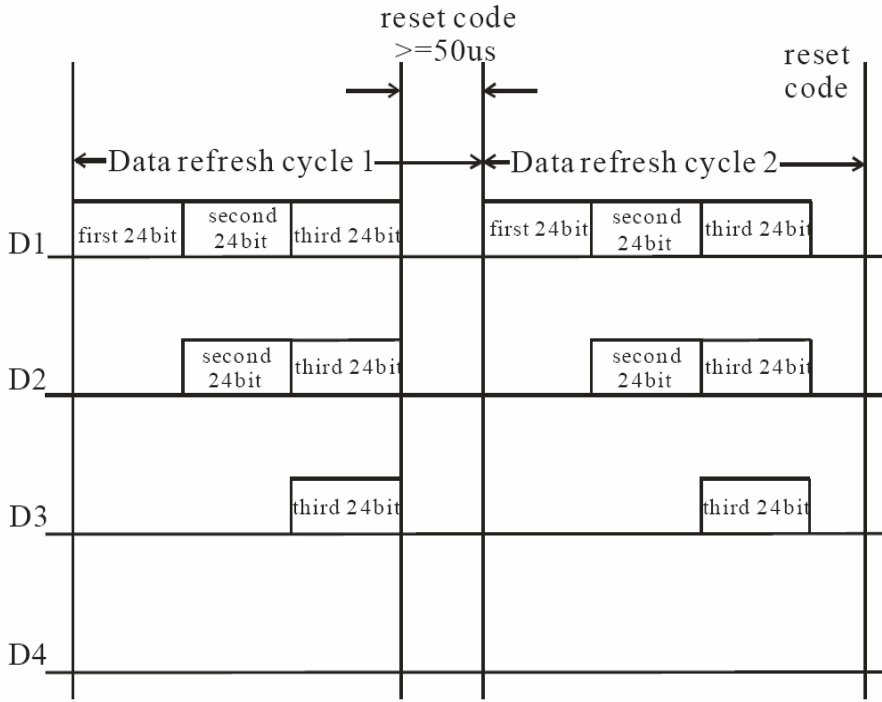 reset code
>=50us
reset
code
Data refresh cycle 1
Data refresh cycle 2
D1
first 24bit
second
24bit
third 24bit
first 24bit
second
24bit
third 24bit
D2
second
24bit
third 24bit
second
24bit
third 24bit
D3
third 24bit
third 24bit
D4